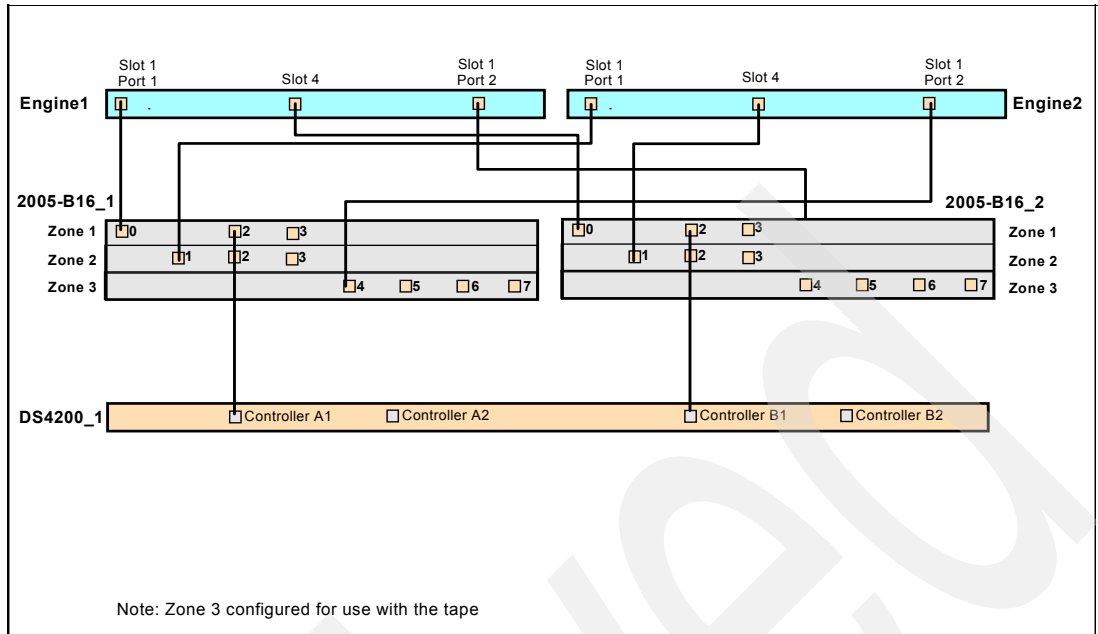 Slot 1
Port 1
Slot 4
Slot 1
Port 2
Slot 1
Port 1
Slot 4
Slot 1
Port 2
Engine1
Engine2
2005-B16_1
2005-B16_2
Zone 1 0 2 3 0 2 3 Zone 1
Zone 2 1 2 3 1 2 3 Zone 2
Zone 3 4 5 6 7 4 5 6 7 Zone 3
DS4200_1 Controller A1 Controller A2 Controller B1 Controller B2
Note: Zone 3 configured for use with the tape